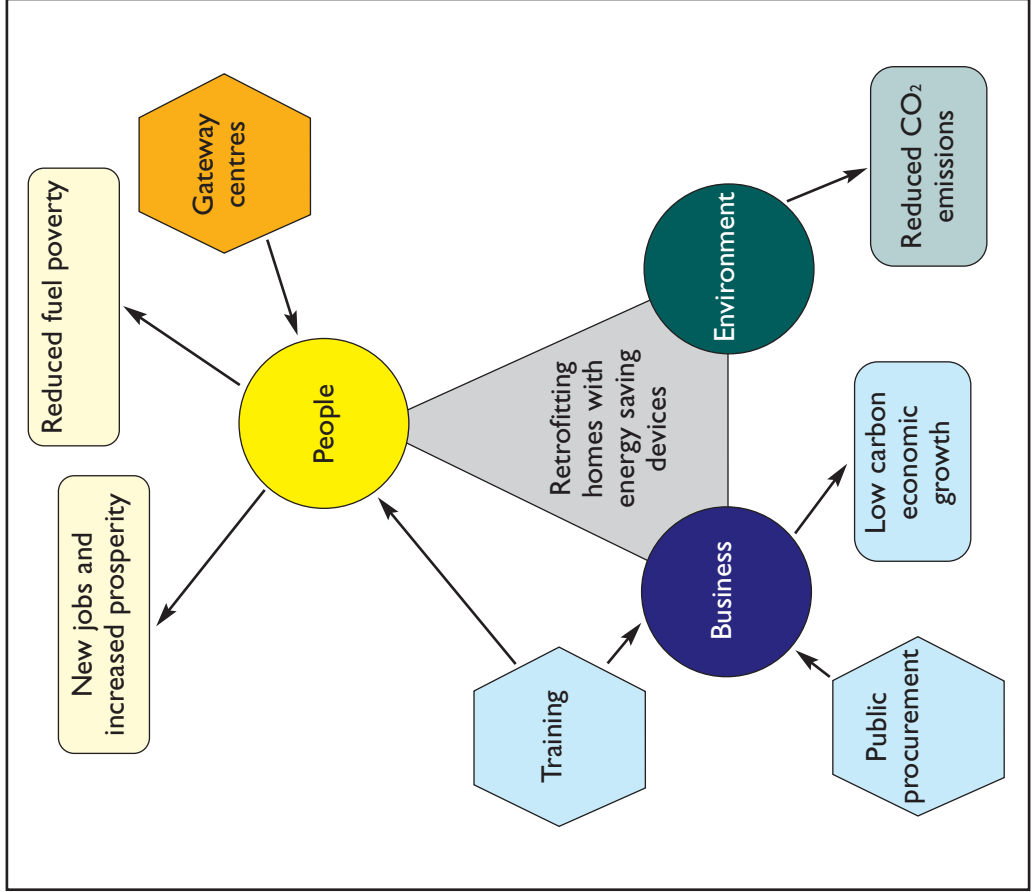 New jobs and
increased prosperity
Reduced fuel poverty
People
Gateway
centres
Training
Retrofitting
homes with
energy saving
devices
Business
Environment
Public
procurement
Low carbon
economic
growth
Reduced CO₂
emissions